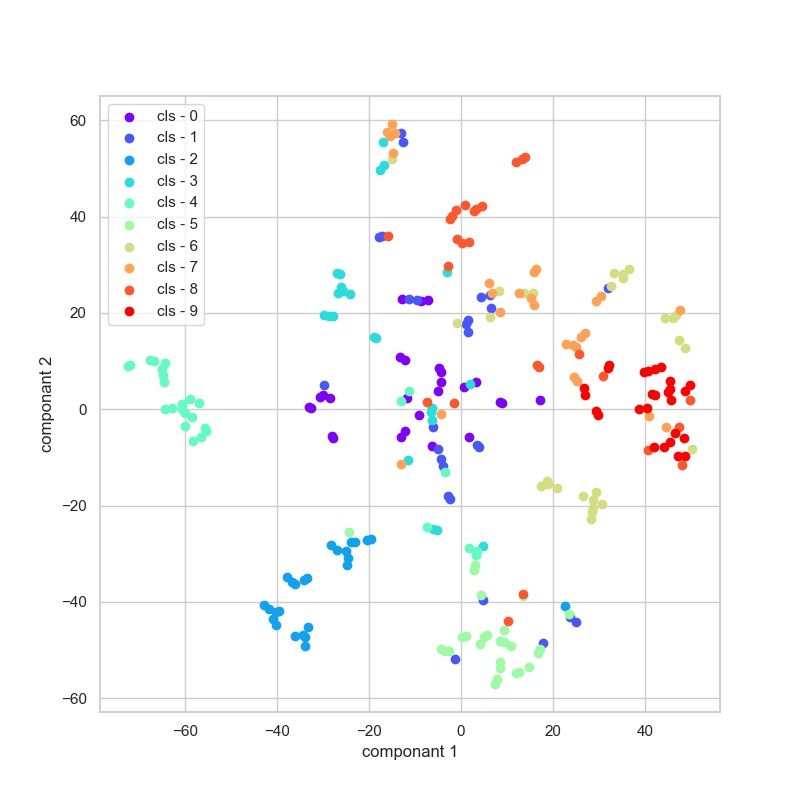 cls - 0
cls - 1
cls - 2
cls - 3
cls - 4
cls - 5
cls - 6
cls - 7
cls - 8
cls - 9
60
40
20
0
−20
−40
−60
componant 2
−60 −40 −20 0 20 40
componant 1